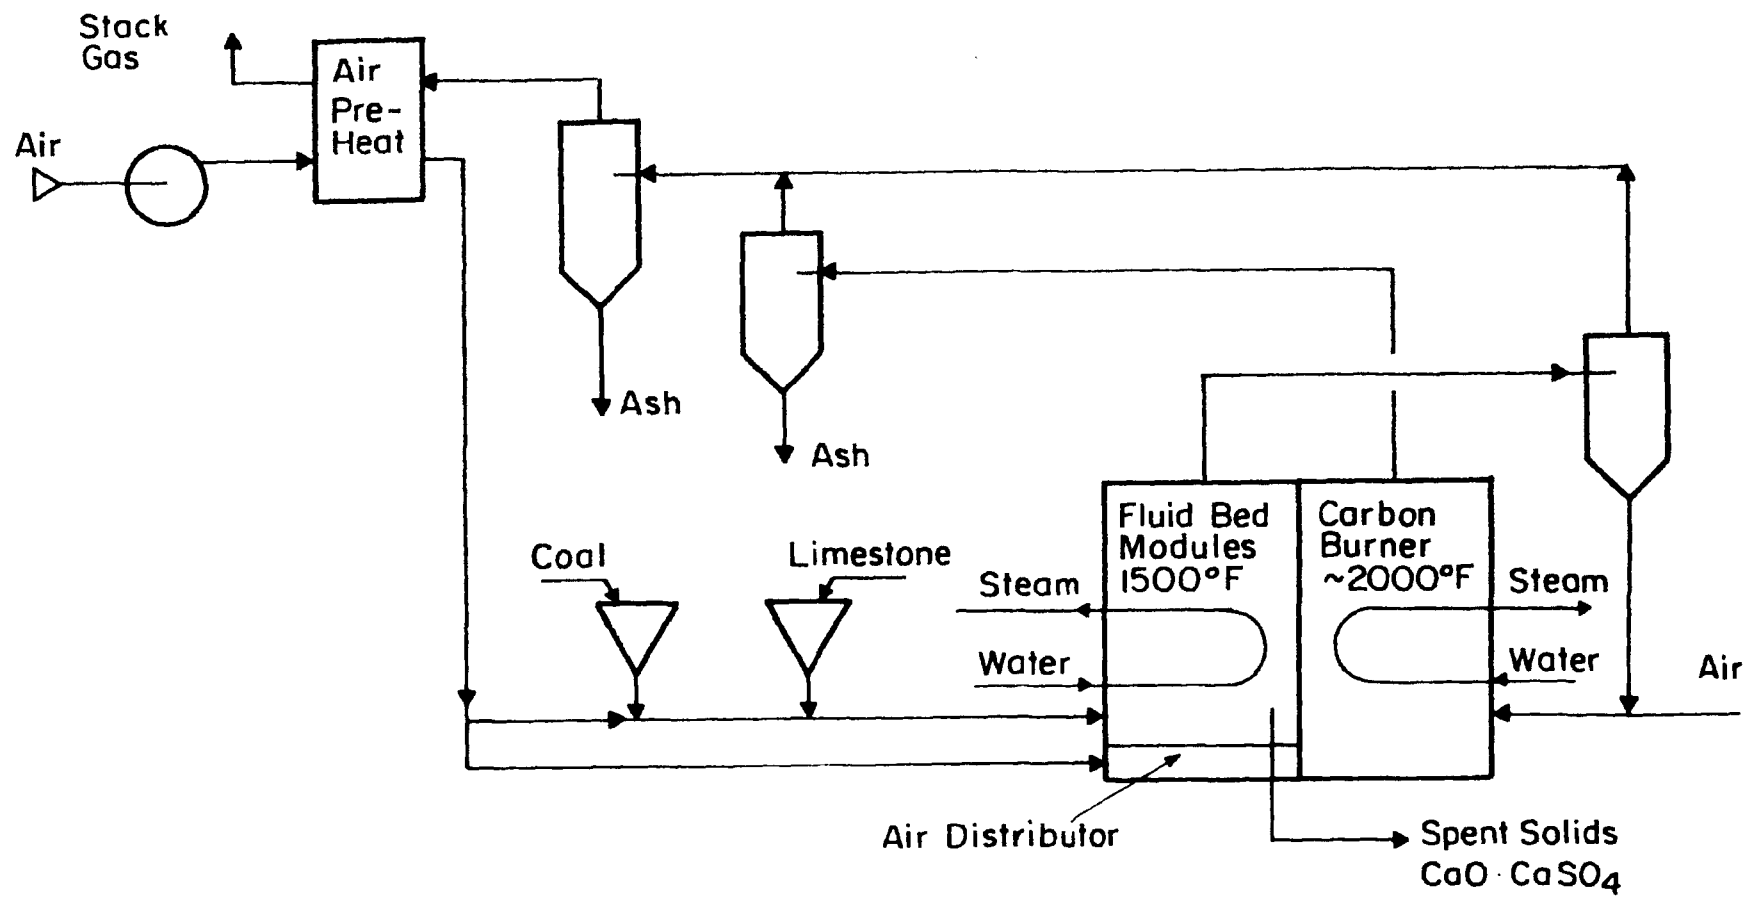 Stack
Gas
Air
Pre-
Heat
Air
Ash
Ash
Coal
Limestone
Fluid Bed
Modules
1500°F
Carbon
Burner
~2000°F
Steam
Steam
Water
Water
Air
Air Distributor
Spent Solids
CaO · CaSO4